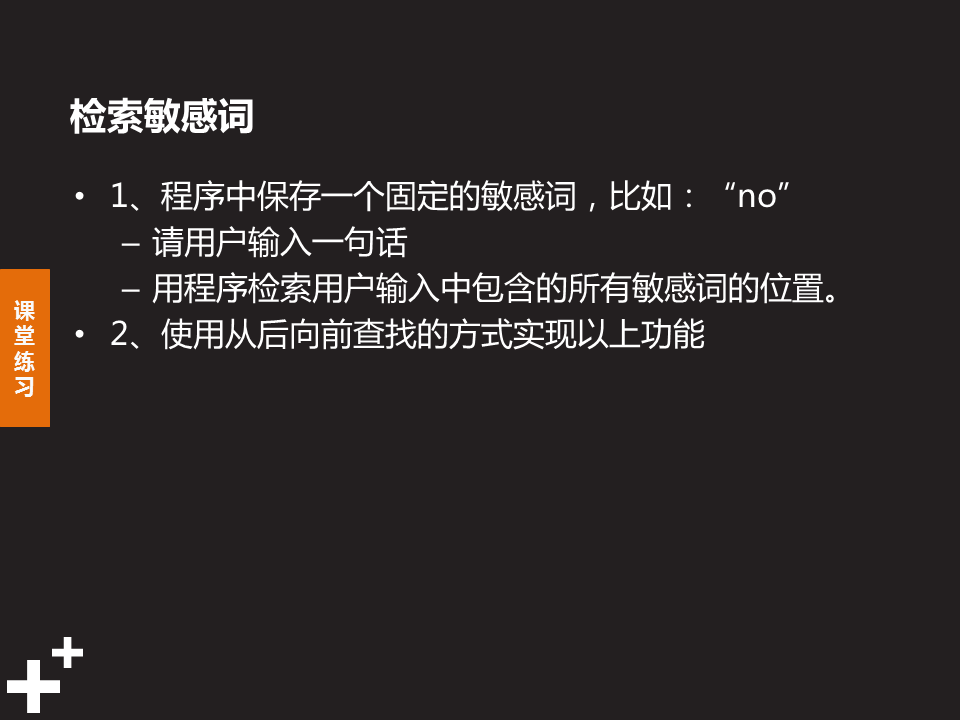 检索敏感词
• 1、程序中保存一个固定的敏感词，比如：“no”
– 请用户输入一句话
– 用程序检索用户输入中包含的所有敏感词的位置。
• 2、使用从后向前查找的方式实现以上功能
课
堂
练
习